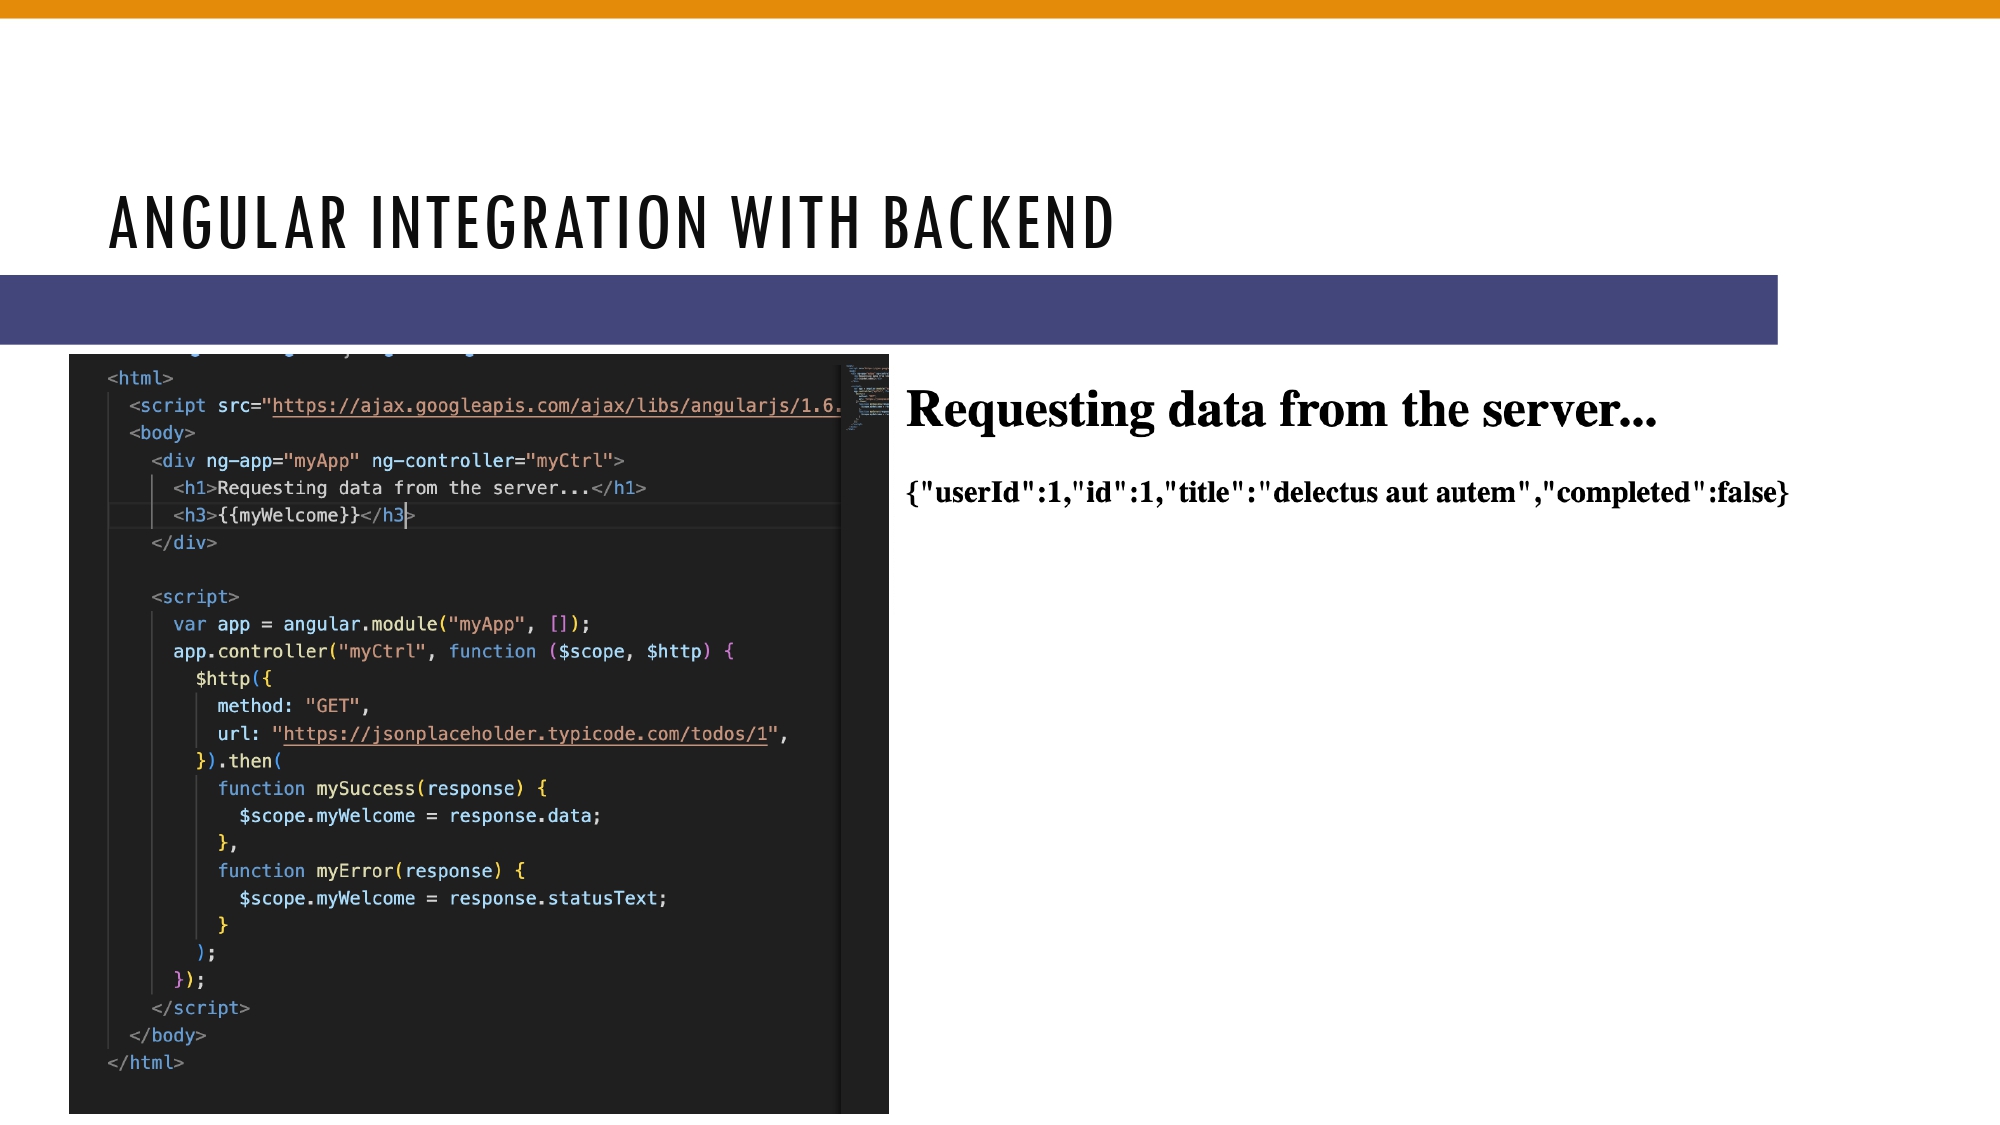 ANGULAR INTEGRATION WITH BACKEND
<html>
<script src="https://ajax.googleapis.com/ajax/libs/angularjs/1.6.
<body>
<div ng-app="myApp" ng-controller="myCtrl">
<h1>Requesting data from the server...</h1>
<h3>{{myWelcome}}</h3>
</div>
<script>
var app = angular.module("myApp", []);
app.controller("myCtrl", function ($scope, $http) {
$http({
method: "GET",
url: "https://jsonplaceholder.typicode.com/todos/1",
}).then(
function mySuccess(response) {
$scope.myWelcome = response.data;
},
function myError(response) {
$scope.myWelcome = response.statusText;
}
);
});
</script>
</body>
</html>
Requesting data from the server...
{"userId":1,"id":1,"title":"delectus aut autem","completed":false}